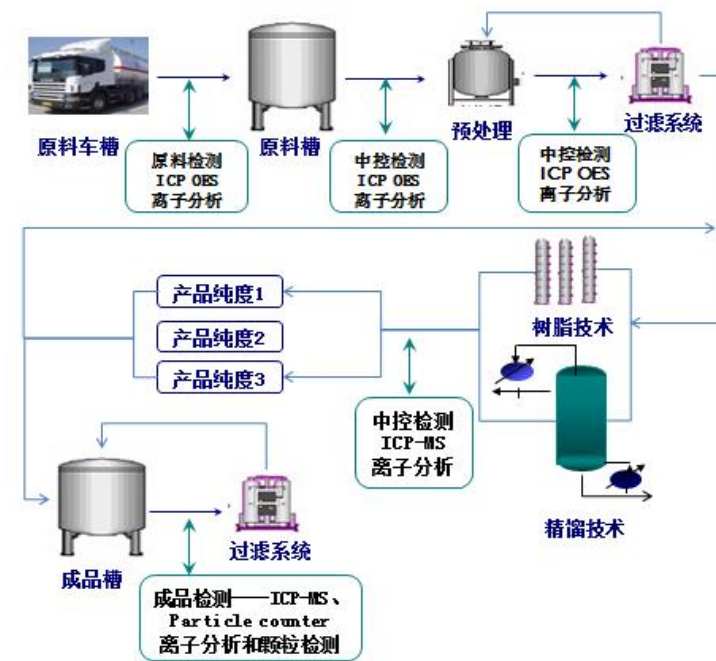 原料车槽
原料检测
ICP OES
离子分析
原料槽
中控检测
ICP OES
离子分析
预处理
中控检测
ICP OES
离子分析
过滤系统
产品纯度1
产品纯度2
产品纯度3
树脂技术
中控检测
ICP-MS
离子分析
精馏技术
成品槽
过滤系统
成品检测——ICP-MS、
Particle counter
离子分析和颗粒检测